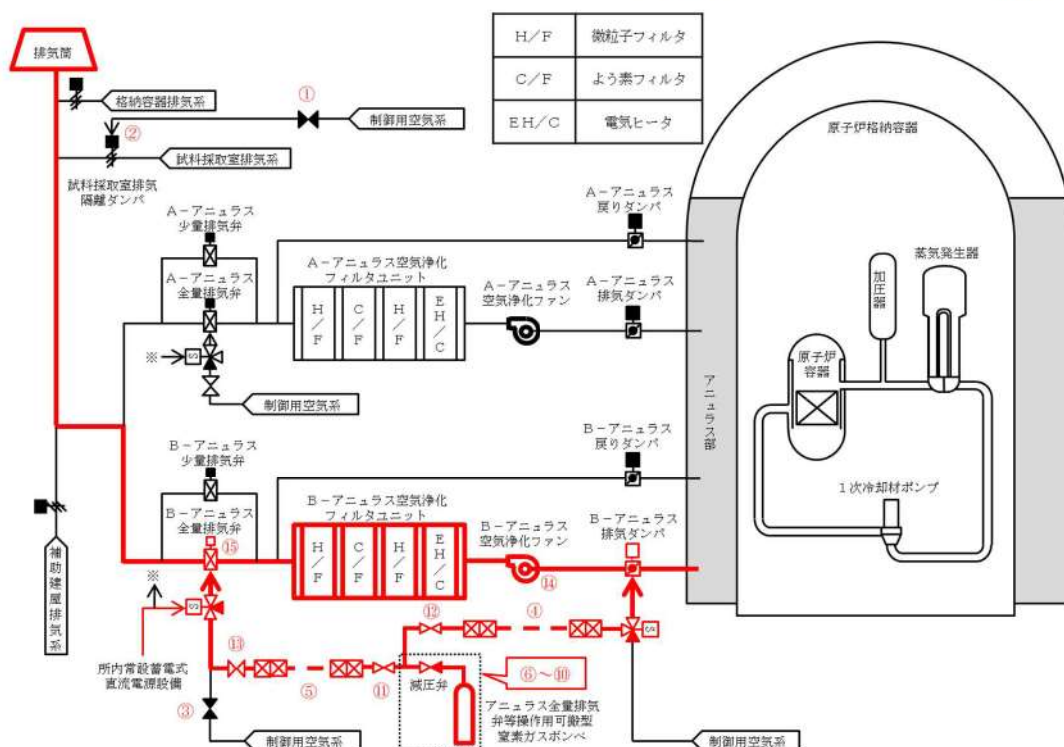 排気筒
H/F
微粒子フィルタ
C/F
よう素フィルタ
EH/C
電気ヒータ
格納容器排気系
①
制御用空気系
②
試料採取室排気系
試料採取室排気
隔離ダンパ
原子炉格納容器
A-アニュラス
少量排気弁
A-アニュラス
全量排気弁
A-アニュラス空気浄化
フィルタユニット
H/F
C/F
H/F
EH/C
A-アニュラス
戻りダンパ
A-アニュラス
空気浄化ファン
A-アニュラス
排気ダンパ
※
S
制御用空気系
蒸気発生器
加圧器
原子炉
容器
アニュラス部
1次冷却材ポンプ
B-アニュラス
少量排気弁
B-アニュラス
全量排気弁
⑮
B-アニュラス空気浄化
フィルタユニット
H/F
C/F
H/F
EH/C
B-アニュラス
戻りダンパ
B-アニュラス
空気浄化ファン
⑭
B-アニュラス
排気ダンパ
補助建屋排気系
※
S
所内常設蓄電式
直流電源設備
⑬
⑤
⑪
⑫
④
S
減圧弁
⑥~⑩
アニュラス全量排気
弁等操作用可搬型
窒素ガスボンベ
③
制御用空気系
制御用空気系